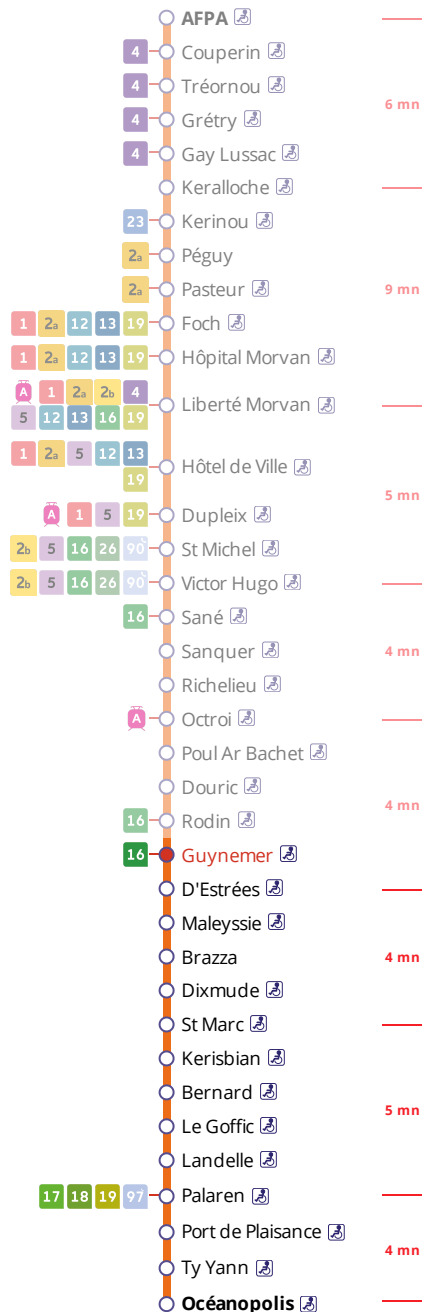 AFPA
4 Couperin
4 Tréornou
6 mn
4 Grétry
4 Gay Lussac
Keralloche
23 Kerinou
2a Péguy
2a Pasteur
9 mn
1 2a 12 13 19 Foch
1 2a 12 13 19 Hôpital Morvan
A 1 2a 2b 4
Liberté Morvan
5 12 13 16 19
1 2a 5 12 13
Hôtel de Ville
19
5 mn
A 1 5 19 Dupleix
2b 5 16 26 90 St Michel
2b 5 16 26 90 Victor Hugo
16 Sané
Sanquer
4 mn
Richelieu
A Octroi
Poul Ar Bachet
Douric
4 mn
16 Rodin
16 Guynemer
D'Estrées
Maleyssie
Brazza
4 mn
Dixmude
St Marc
Kerisbian
Bernard
5 mn
Le Goffic
Landelle
17 18 19 97 Palaren
Port de Plaisance
4 mn
Ty Yann
Océanopolis